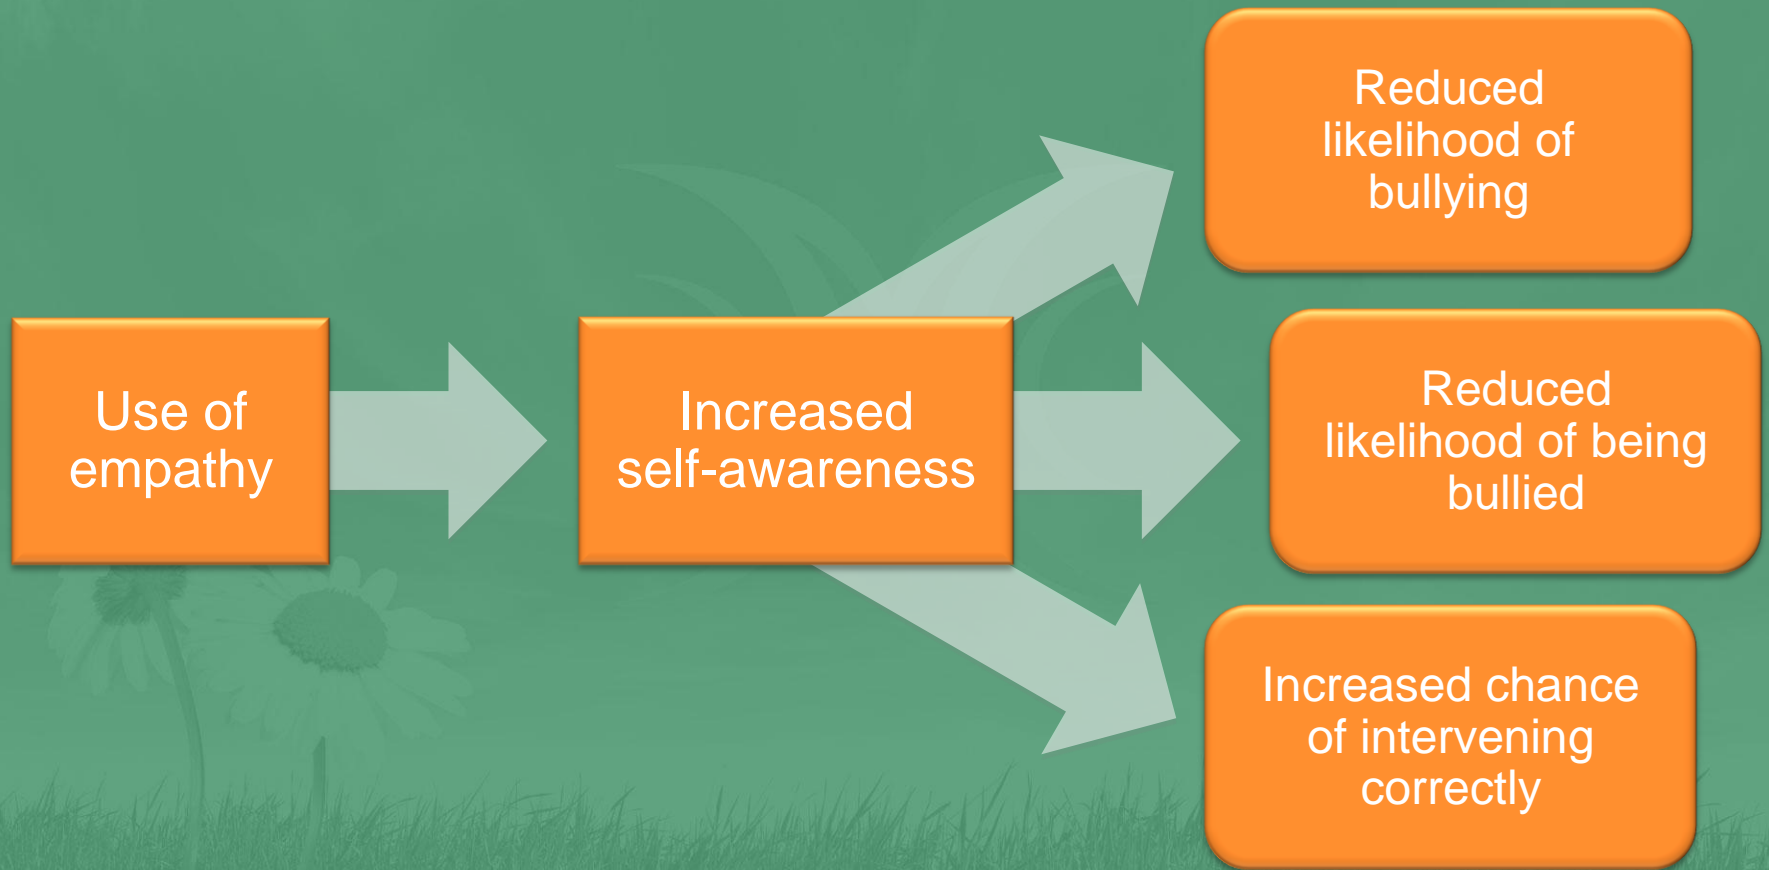 Use of
empathy
Increased
self-awareness
Reduced
likelihood of
bullying
Reduced
likelihood of being
bullied
Increased chance
of intervening
correctly